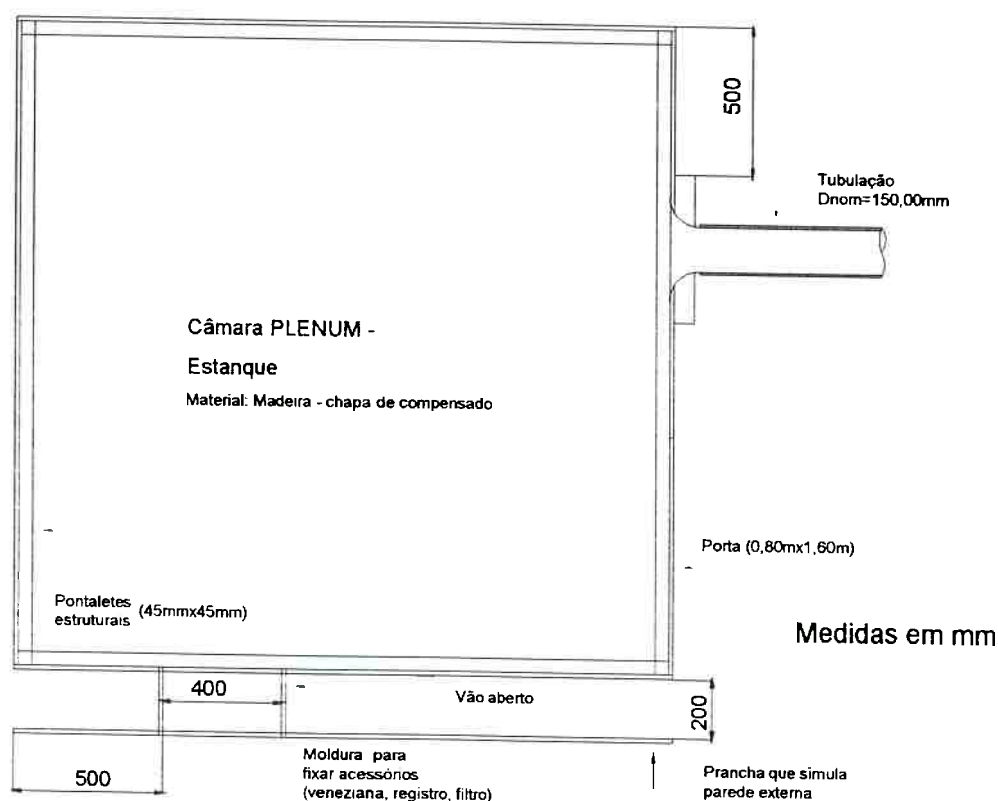 500
Tubulação
Dnom=150,00mm
Câmara PLENUM -
Estanque
Material: Madeira - chapa de compensado
Porta (0,80mx1,60m)
Pontaletes (45mmx45mm)
estruturais
Medidas em mm
400
Vão aberto
200
500
Moldura para
fixar acessórios
(veneziana, registro, filtro)
Prancha que simula
parede externa